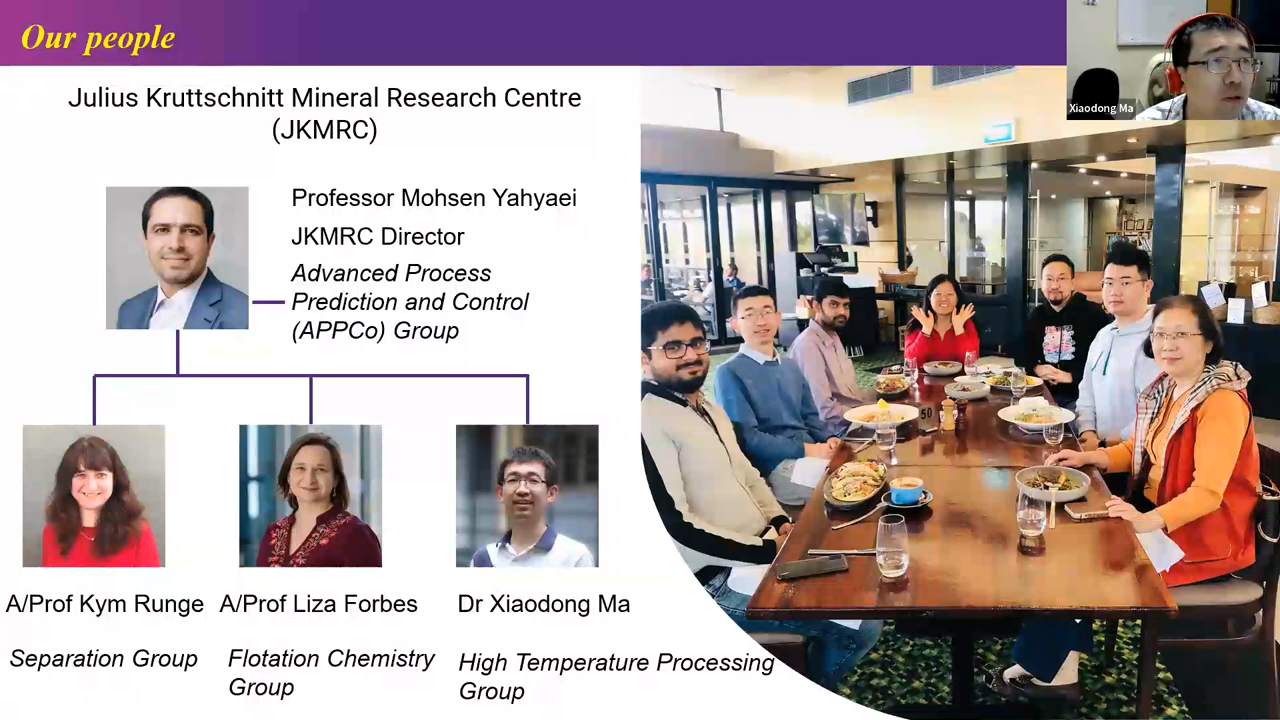 Our people
Xiaodong Ma
Julius Kruttschnitt Mineral Research Centre
(JKMRC)
Professor Mohsen Yahyaei
JKMRC Director
Advanced Process
Prediction and Control
(APPCo) Group
50
A/Prof Kym Runge
A/Prof Liza Forbes
Dr Xiaodong Ma
Separation Group
Flotation Chemistry
Group
High Temperature Processing
Group